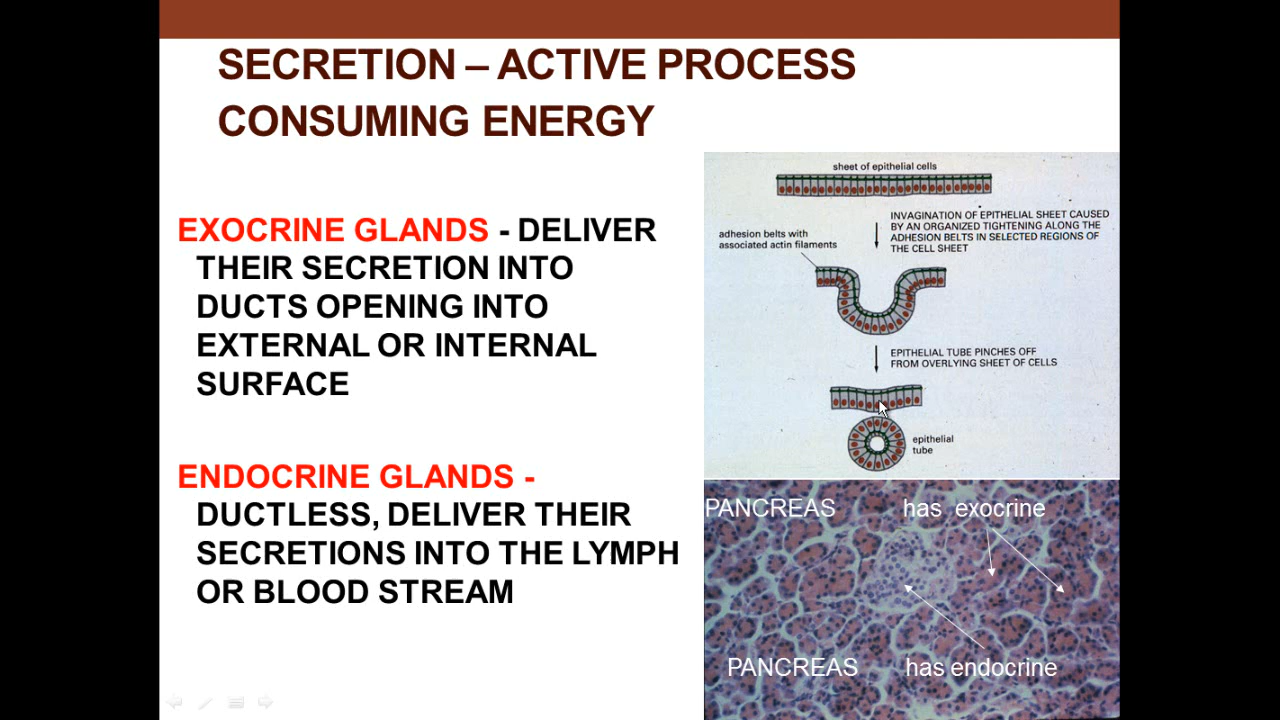 SECRETION – ACTIVE PROCESS
CONSUMING ENERGY
EXOCRINE GLANDS - DELIVER
THEIR SECRETION INTO
DUCTS OPENING INTO
EXTERNAL OR INTERNAL
SURFACE
ENDOCRINE GLANDS -
DUCTLESS, DELIVER THEIR
SECRETIONS INTO THE LYMPH
OR BLOOD STREAM
sheet of epithelial cells
INVAGINATION OF EPITHELIAL SHEET CAUSED
BY AN ORGANIZED TIGHTENING ALONG THE
ADHESION BELTS IN SELECTED REGIONS OF
THE CELL SHEET
adhesion belts with
associated actin filaments
EPITHELIAL TUBE PINCHES OFF
FROM OVERLYING SHEET OF CELLS
epithelial
tube
PANCREAS has exocrine
PANCREAS has endocrine